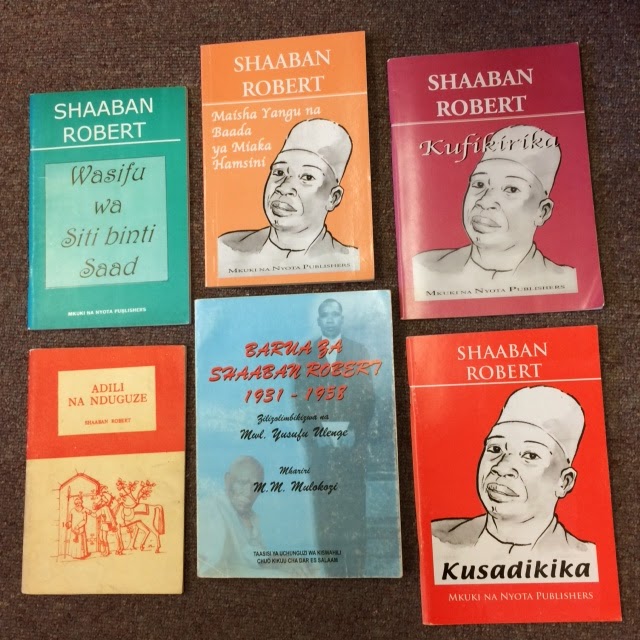 SHAABAN
ROBERT
Wasifu
wa
Siti binti
Saad
MKUKI NA NYOTA PUBLISHERS
SHAABAN
ROBERT
Maisha Yangu na
Baada
ya Miaka
Hamsini
MKUKI NA NYOTA PUBLISHERS
SHAABAN
ROBERT
Kufikirika
MKUKI NA NYOTA PUBLISHERS
ADILI
NA NDUGUZE
SHAABAN ROBERT
BARUA ZA
SHAABAN ROBERT
1931 - 1958
Zilizolimbikizwa na
Mwl. Yusufu Ulenge
Mhariri
M.M. Mulokozi
TAASISI YA UCHUNGUZI WA KISWAHILI
CHUO KIKUU CHA DAR ES SALAAM
SHAABAN
ROBERT
Kusadikika
MKUKI NA NYOTA PUBLISHERS